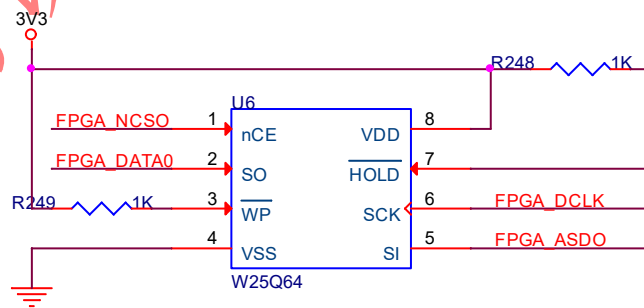 3V3
R248 1K
U6
FPGA_NCSO 1 nCE VDD 8
FPGA_DATA0 2 SO HOLD 7
R249 1K 3 WP SCK 6 FPGA_DCLK
4 VSS SI 5 FPGA_ASDO
W25Q64